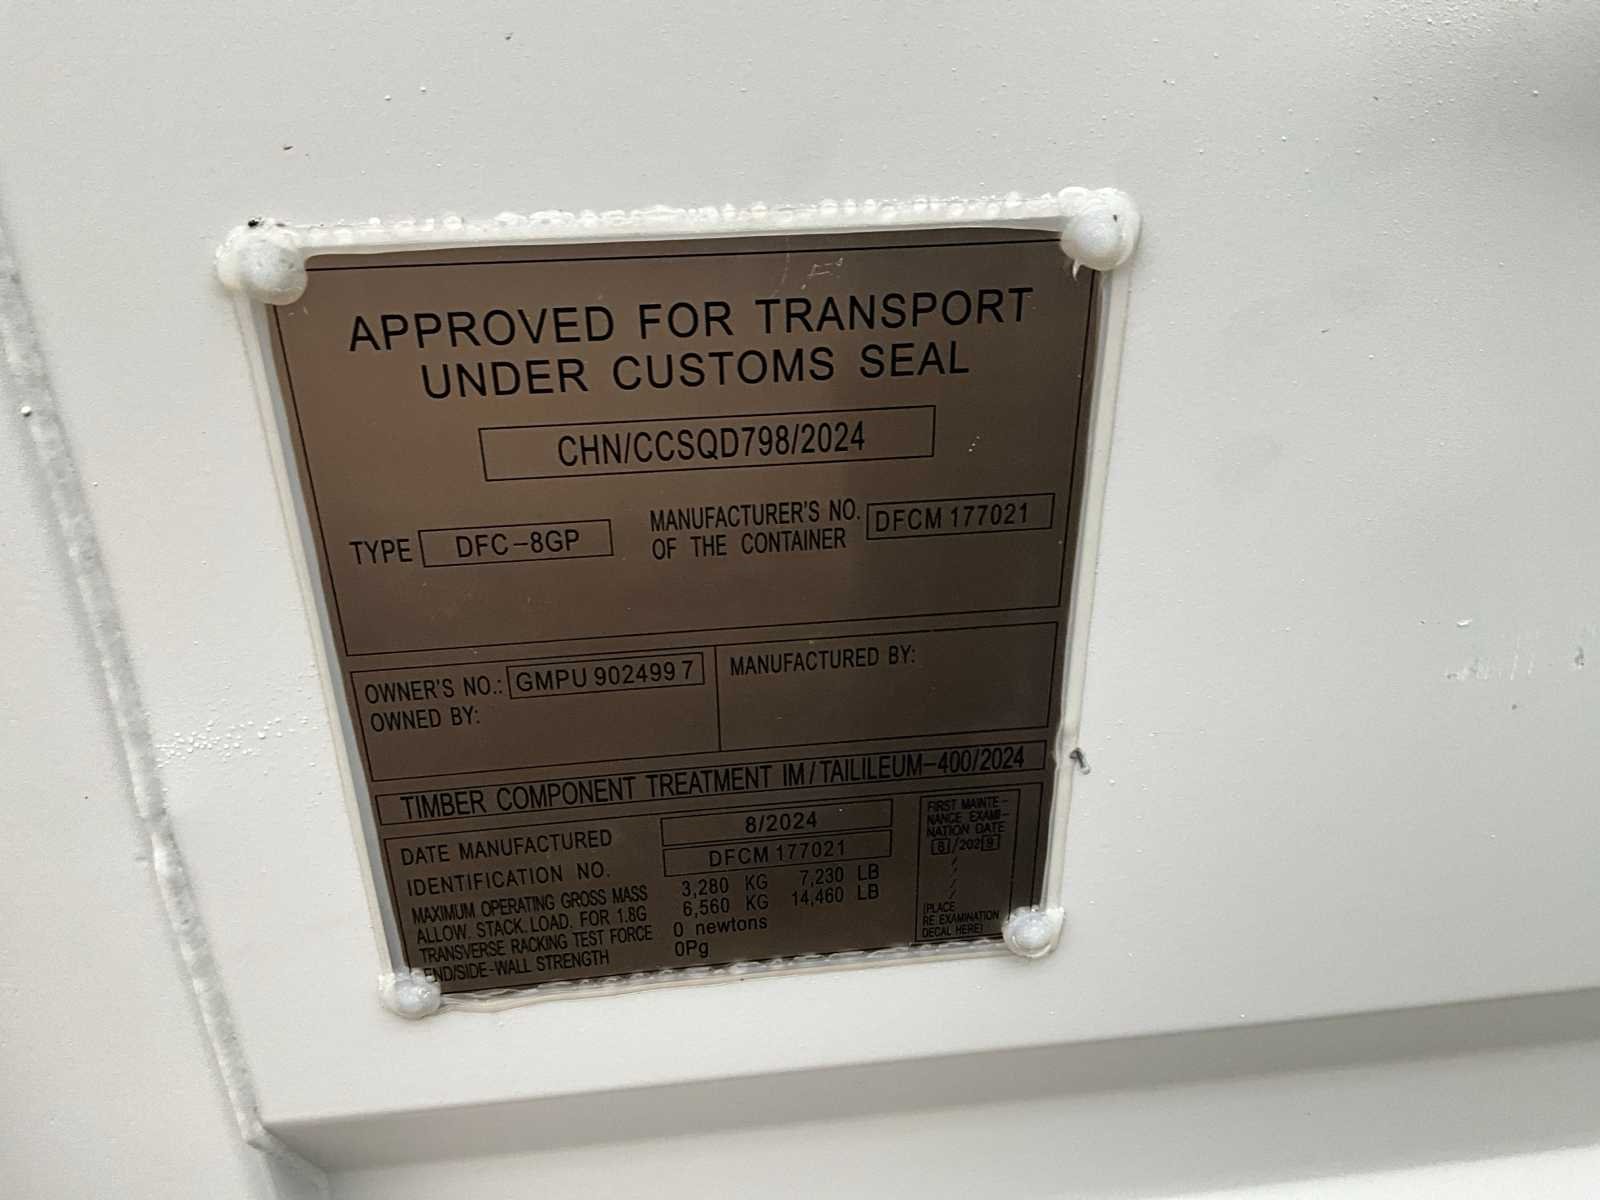 APPROVED FOR TRANSPORT
UNDER CUSTOMS SEAL
CHN/CCSQD798/2024
TYPE DFC-8GP
MANUFACTURER'S NO.
OF THE CONTAINER
DFCM 177021
OWNER'S NO.: GMPU 902499 7
OWNED BY:
MANUFACTURED BY:
TIMBER COMPONENT TREATMENT IM/TAILILEUM-400/2024
DATE MANUFACTURED 8/2024
IDENTIFICATION NO. DFCM 177021
MAXIMUM OPERATING GROSS MASS 3,280 KG 7,230 LB
ALLOW. STACK. LOAD. FOR 1.8G 6,560 KG 14,460 LB
TRANSVERSE RACKING TEST FORCE 0 newtons
END/SIDE-WALL STRENGTH 0Pg
FIRST MAINTE-
NANCE EXAMI-
NATION DATE
8/2029
/
/
/
(PLACE
RE EXAMINATION
DECAL HERE)